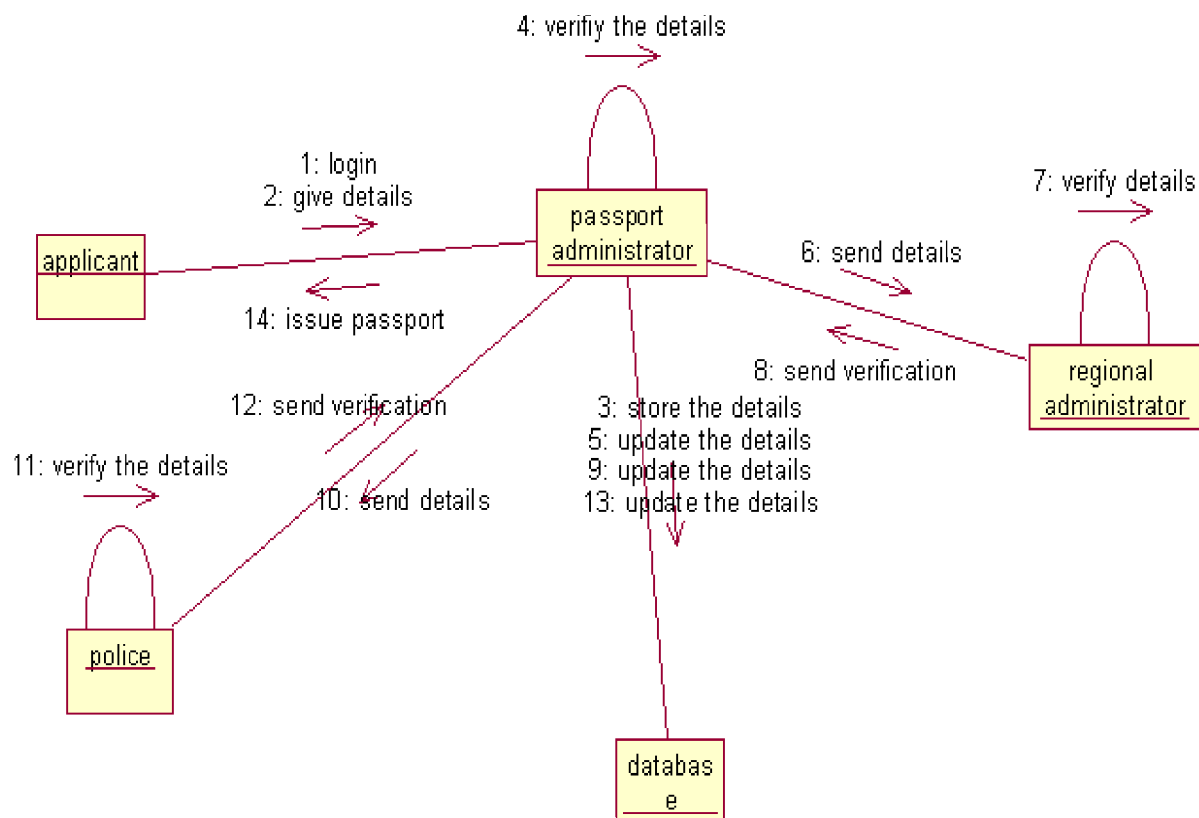 4: verifiy the details
1: login
2: give details
7: verify details
passport
administrator
applicant
6: send details
14: issue passport
8: send verification
regional
administrator
12: send verification
3: store the details
5: update the details
9: update the details
13: update the details
11: verify the details
10: send details
police
databas
e